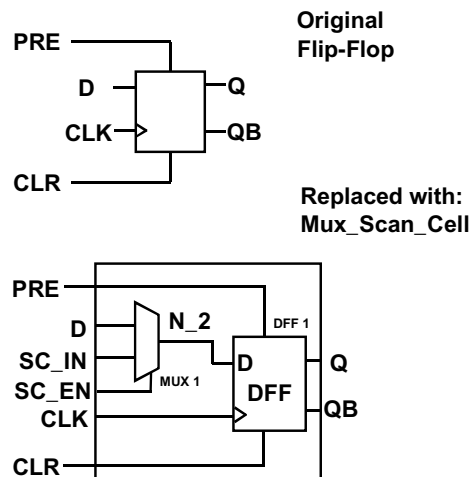 Original
Flip-Flop
PRE
D
Q
CLK
QB
CLR
Replaced with:
Mux_Scan_Cell
PRE
D
N_2
DFF 1
SC_IN
D
Q
SC_EN
MUX 1
DFF
CLK
QB
CLR